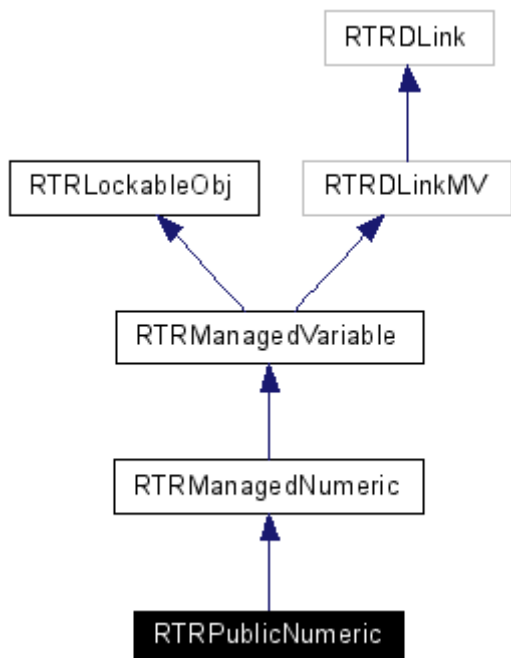 RTRDLink
RTRLockableObj
RTRDLinkMV
RTRManagedVariable
RTRManagedNumeric
RTRPublicNumeric